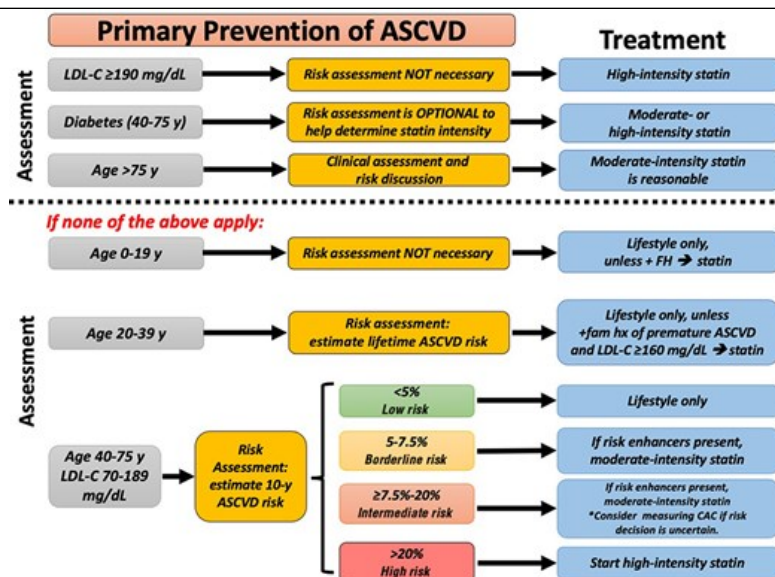 Primary Prevention of ASCVD
Treatment
Assessment
LDL-C ≥190 mg/dL
Risk assessment NOT necessary
High-intensity statin
Diabetes (40-75 y)
Risk assessment is OPTIONAL to
help determine statin intensity
Moderate- or
high-intensity statin
Age >75 y
Clinical assessment and
risk discussion
Moderate-intensity statin
is reasonable
If none of the above apply:
Assessment
Age 0-19 y
Risk assessment NOT necessary
Lifestyle only,
unless + FH ➔ statin
Age 20-39 y
Risk assessment:
estimate lifetime ASCVD risk
Lifestyle only, unless
+fam hx of premature ASCVD
and LDL-C ≥160 mg/dL ➔ statin
Age 40-75 y
LDL-C 70-189
mg/dL
Risk
Assessment:
estimate 10-y
ASCVD risk
<5%
Low risk
Lifestyle only
5-7.5%
Borderline risk
If risk enhancers present,
moderate-intensity statin
≥7.5%-20%
Intermediate risk
If risk enhancers present,
moderate-intensity statin
*Consider measuring CAC if risk
decision is uncertain.
>20%
High risk
Start high-intensity statin